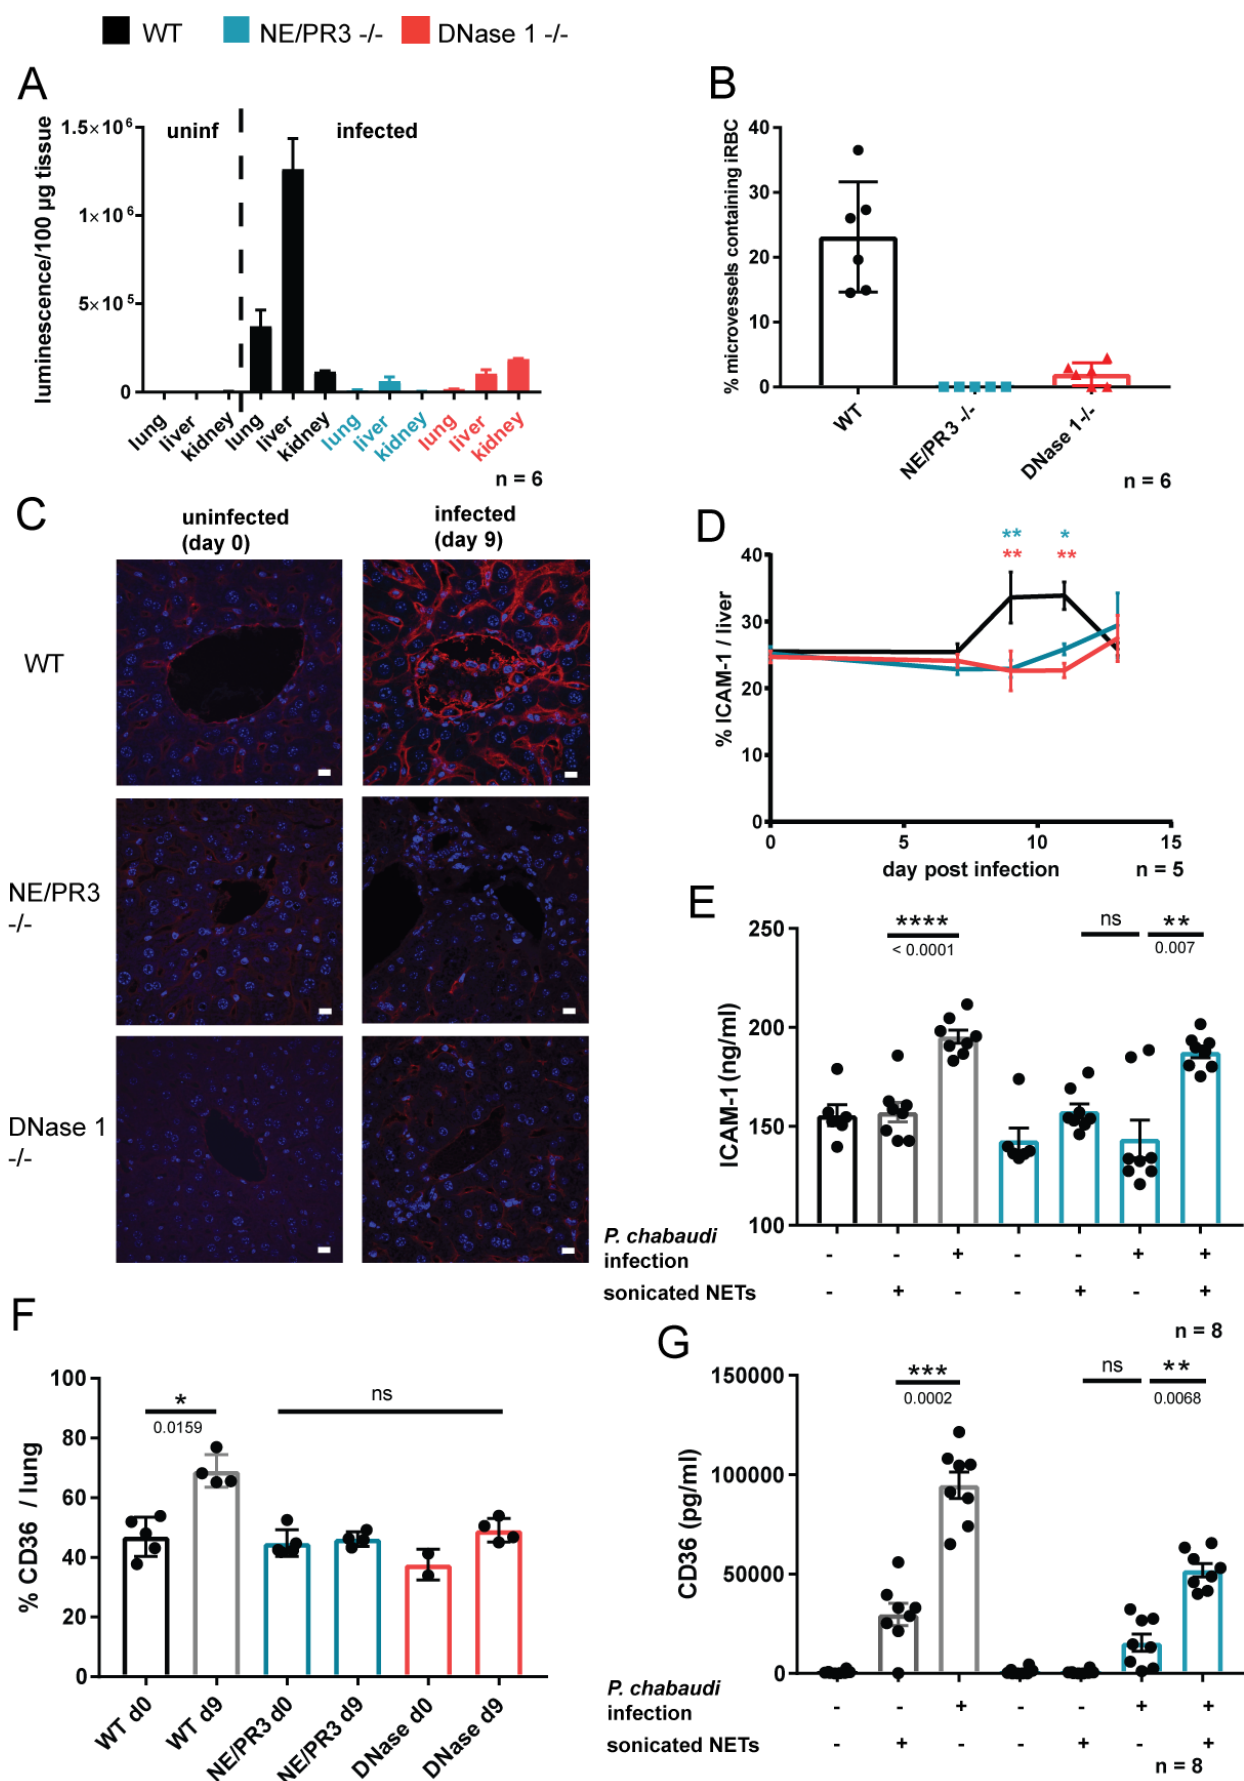 WT NE/PR3 -/- DNase 1 -/-
A
luminescence/100 µg tissue
1.5×10⁶
1×10⁶
5×10⁵
0
uninf
infected
lung
liver
kidney
lung
liver
kidney
lung
liver
kidney
lung
liver
kidney
n = 6
B
% microvessels containing iRBC
40
30
20
10
0
WT
NE/PR 3 -/-
DNase 1-/-
n = 6
C
uninfected
(day 0)
infected
(day 9)
WT
NE/PR3
-/-
DNase 1
-/-
D
** *
** **
% ICAM-1 / liver
40
30
20
10
0
0 5 10 15
day post infection
n = 5
E
ICAM-1 (ng/ml)
250
200
150
100
****
< 0.0001
ns
**
0.007
P. chabaudi
infection
- - + - - + +
sonicated NETs
- + - - + - +
n = 8
F
% CD36 / lung
100
80
60
40
20
0
*
0.0159
ns
WT d0
WT d9
NE/PR3 d0
NE/PR3 d9
DNase d0
DNase d9
G
CD36 (pg/ml)
150000
100000
50000
0
***
0.0002
ns
**
0.0068
P. chabaudi
infection
- - + - - + +
sonicated NETs
- + - - + - +
n = 8